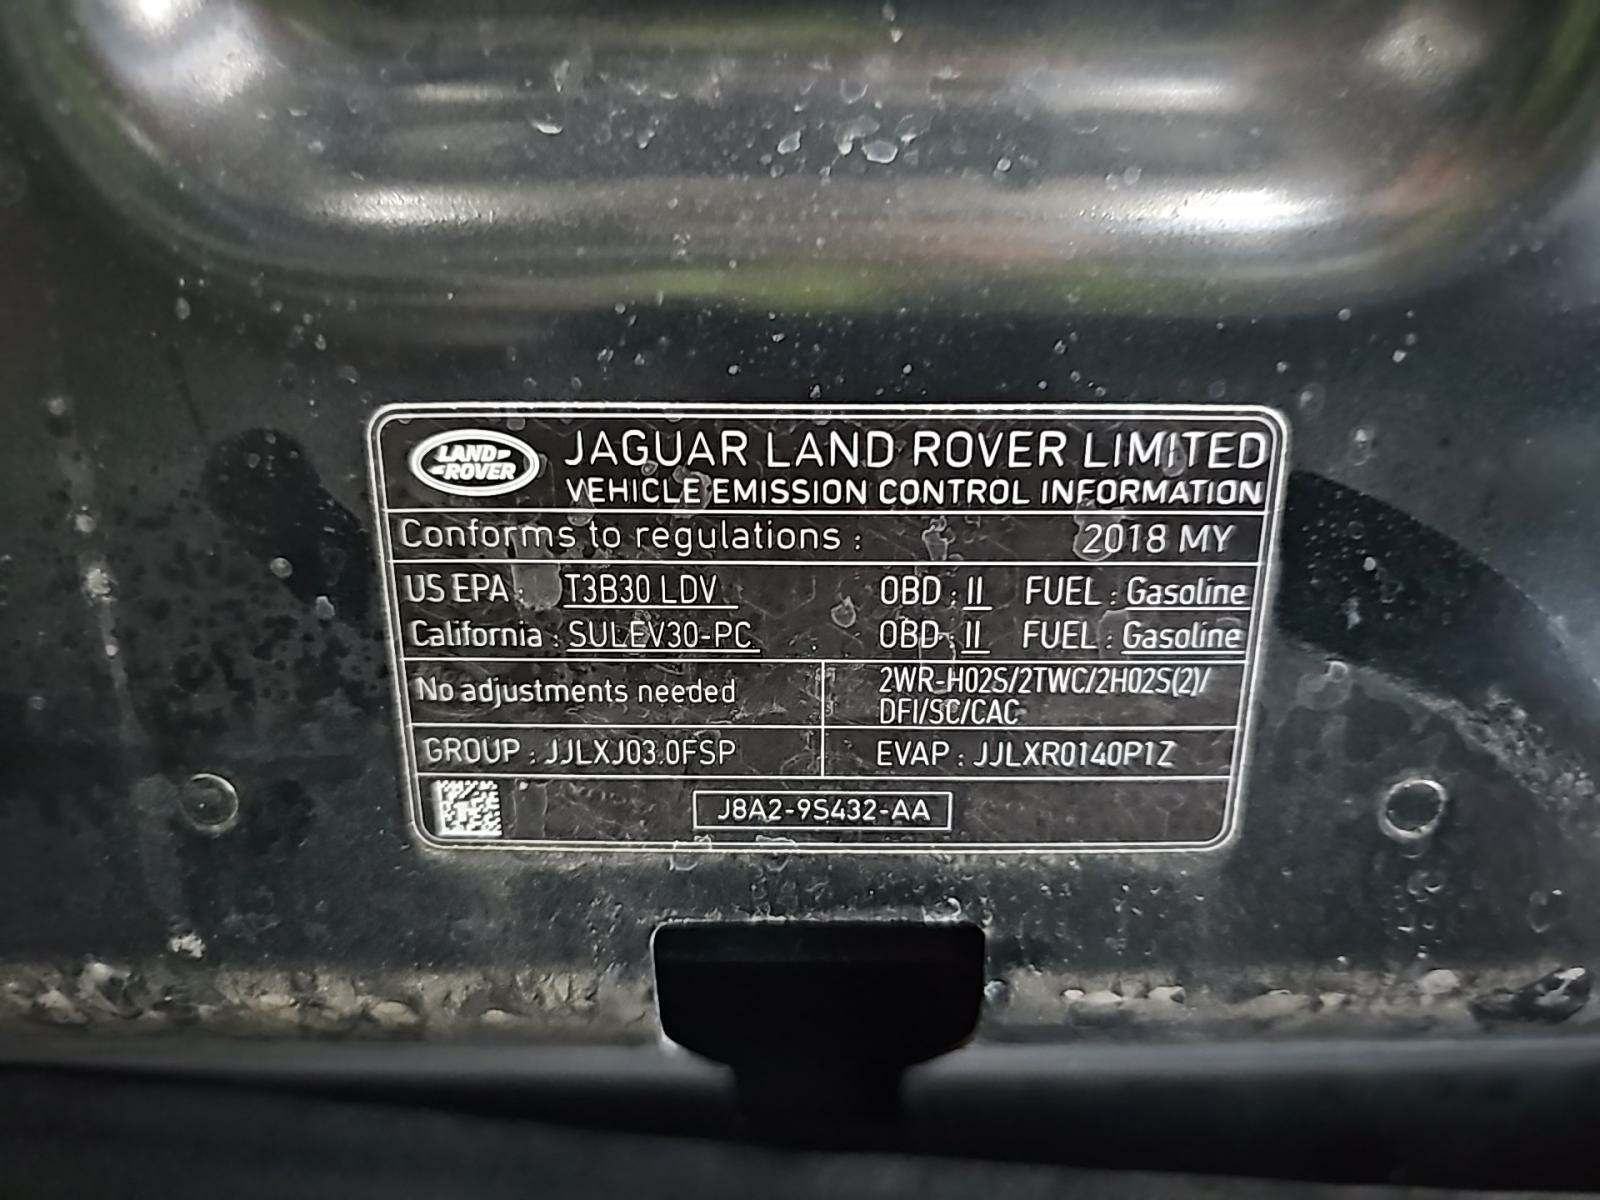 LAND
ROVER
JAGUAR LAND ROVER LIMITED
VEHICLE EMISSION CONTROL INFORMATION
Conforms to regulations : 2018 MY
US EPA : T3B30 LDV OBD : II FUEL : Gasoline
California : SULEV30-PC OBD : II FUEL : Gasoline
No adjustments needed 2WR-HO2S/2TWC/2HO2S(2)/
DFI/SC/CAC
GROUP : JJLXJ03.0FSP EVAP : JJLXR0140P1Z
J8A2-9S432-AA